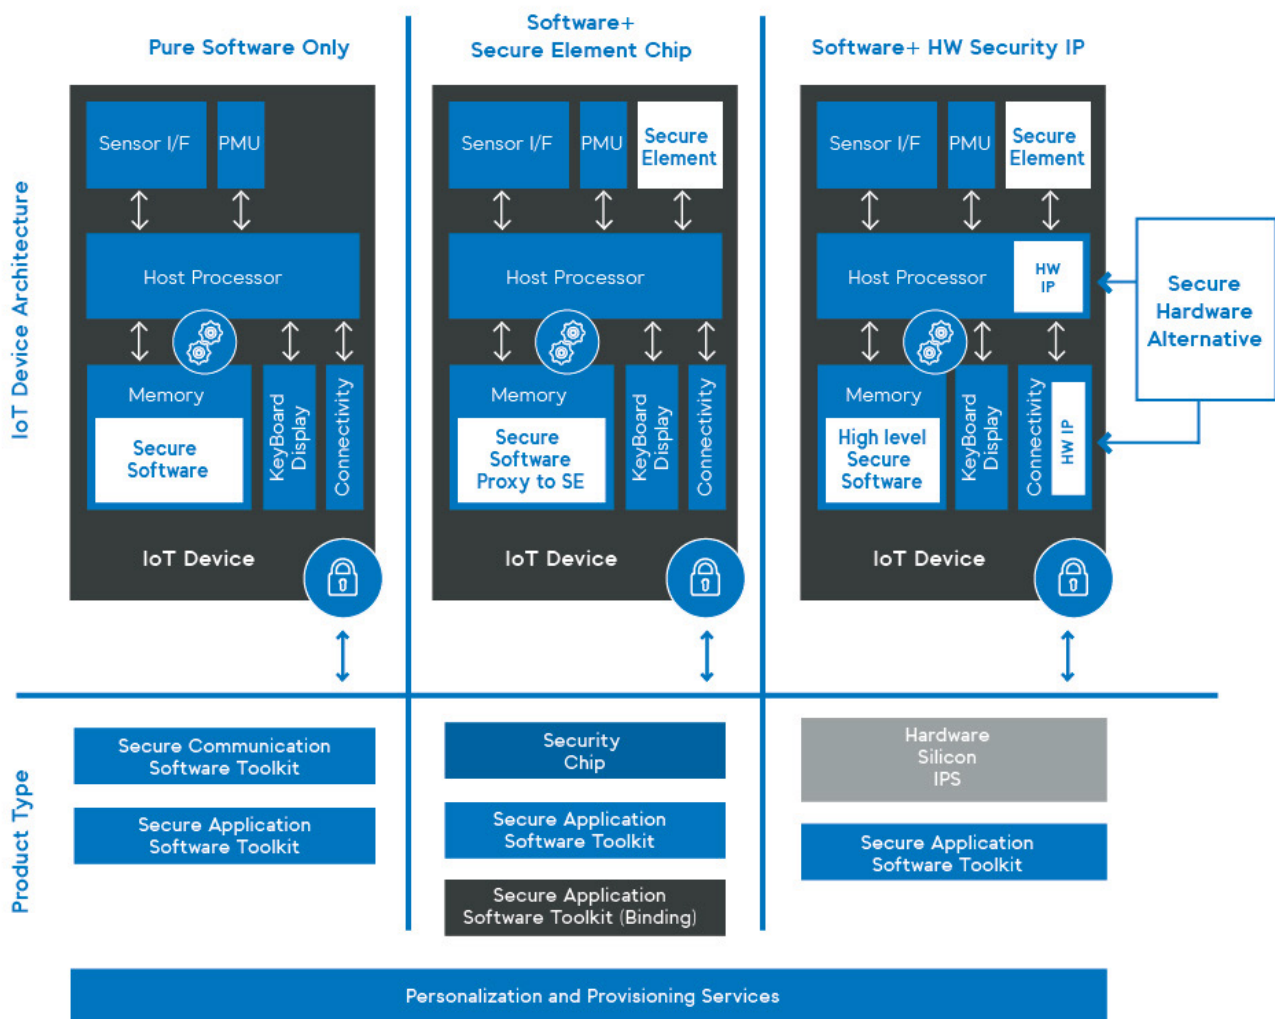 Pure Software Only
Software+
Secure Element Chip
Software+ HW Security IP
IoT Device Architecture
Sensor I/F
PMU
Host Processor
Memory
Secure
Software
KeyBoard
Display
Connectivity
IoT Device
Sensor I/F
PMU
Secure
Element
Host Processor
Memory
Secure
Software
Proxy to SE
KeyBoard
Display
Connectivity
IoT Device
Sensor I/F
PMU
Secure
Element
Host Processor
HW
IP
Memory
High level
Secure
Software
KeyBoard
Display
Connectivity
HW IP
IoT Device
Secure
Hardware
Alternative
Product Type
Secure Communication
Software Toolkit
Secure Application
Software Toolkit
Security
Chip
Secure Application
Software Toolkit
Secure Application
Software Toolkit (Binding)
Hardware
Silicon
IPS
Secure Application
Software Toolkit
Personalization and Provisioning Services